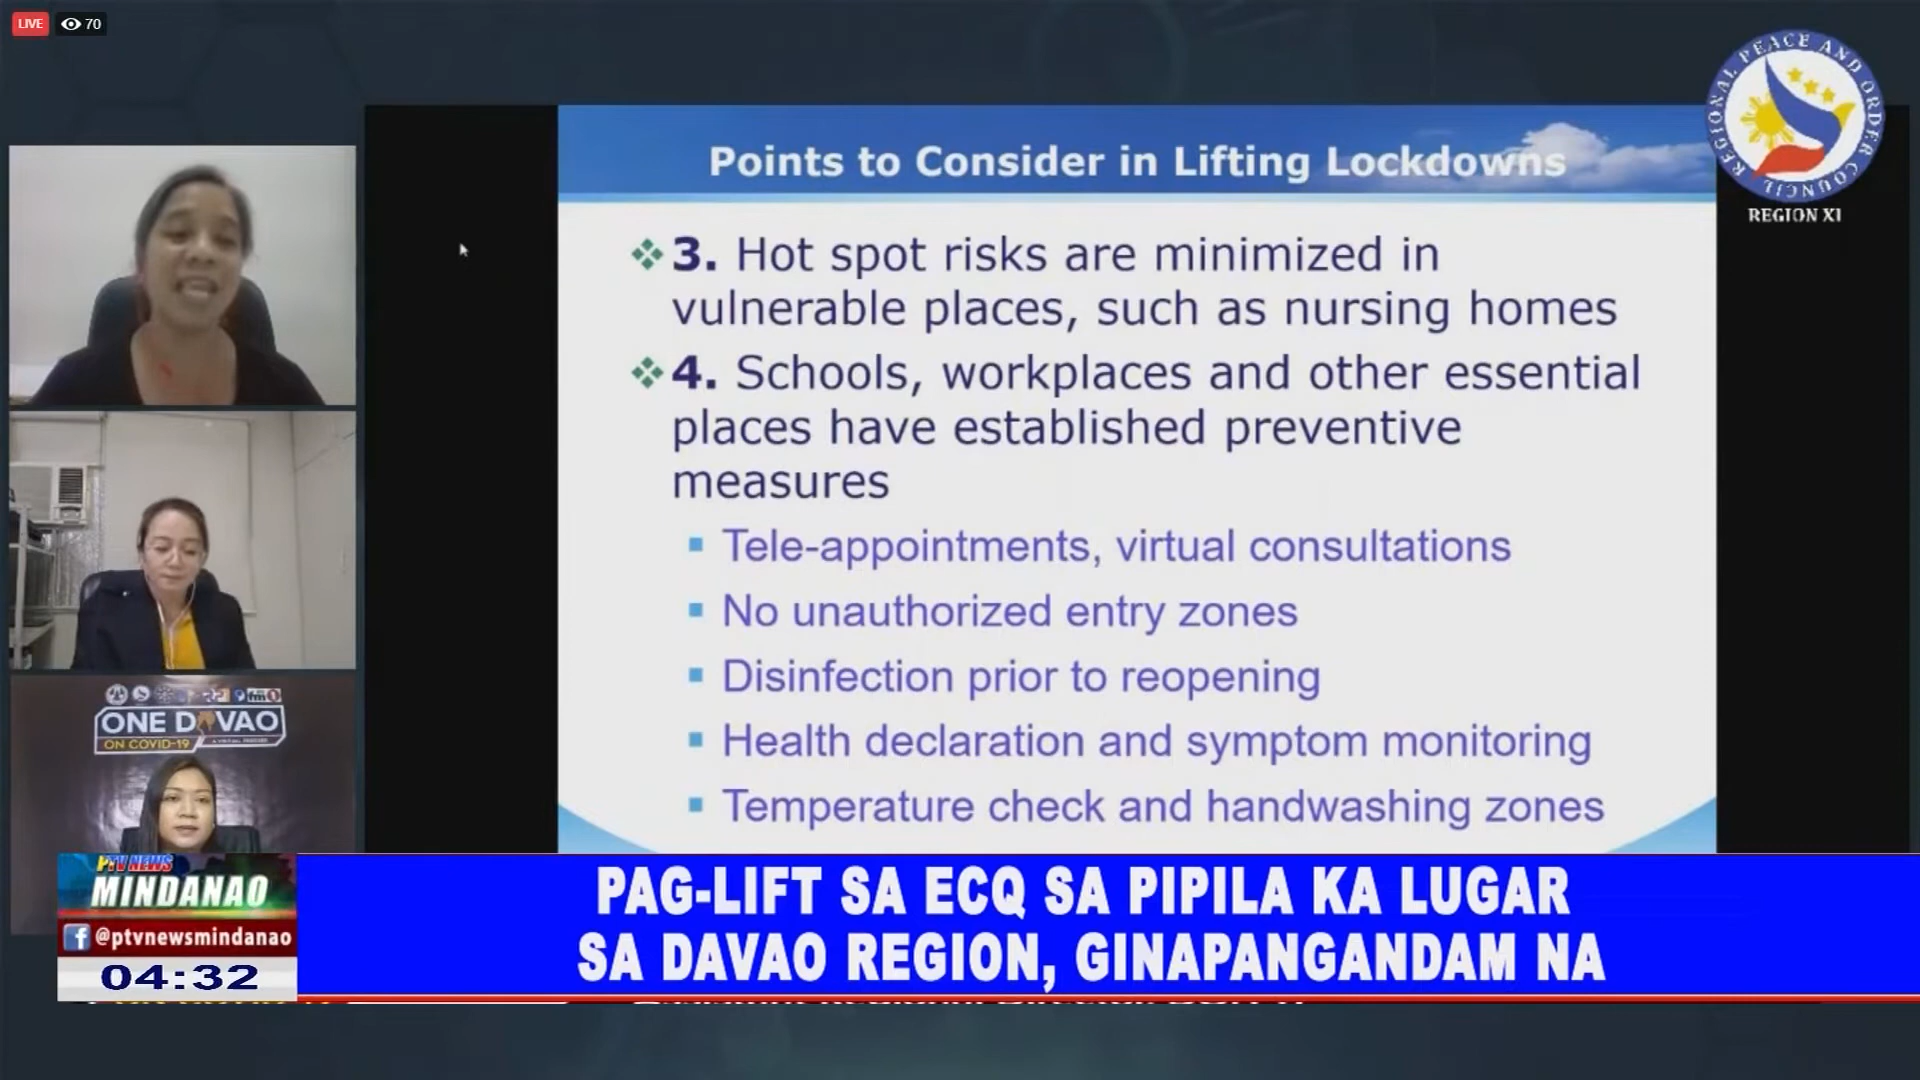 LIVE 70
REGIONAL PEACE AND ORDER COUNCIL
REGION XI
Points to Consider in Lifting Lockdowns
3. Hot spot risks are minimized in
vulnerable places, such as nursing homes
4. Schools, workplaces and other essential
places have established preventive
measures
Tele-appointments, virtual consultations
No unauthorized entry zones
Disinfection prior to reopening
Health declaration and symptom monitoring
Temperature check and handwashing zones
ONE DAVAO
ON COVID-19
PTV NEWS
MINDANAO
@ptvnewsmindanao
04:32
PAG-LIFT SA ECQ SA PIPILA KA LUGAR
SA DAVAO REGION, GINAPANGANDAM NA